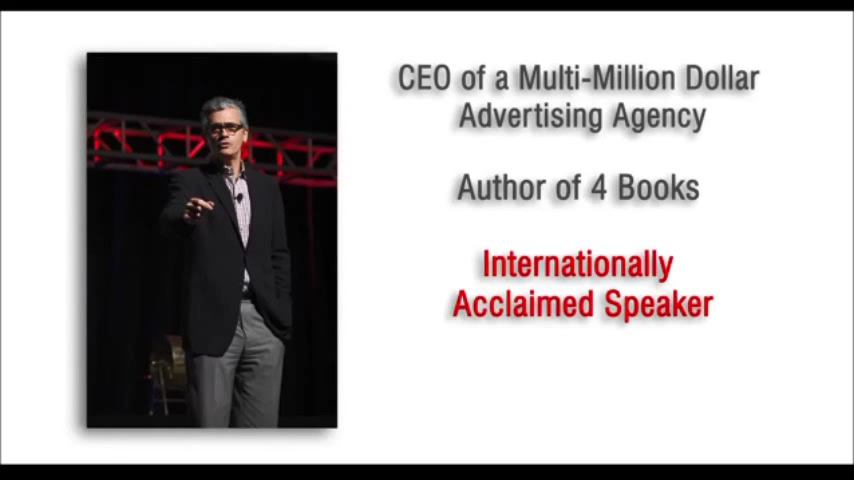 CEO of a Multi-Million Dollar
Advertising Agency
Author of 4 Books
Internationally
Acclaimed Speaker